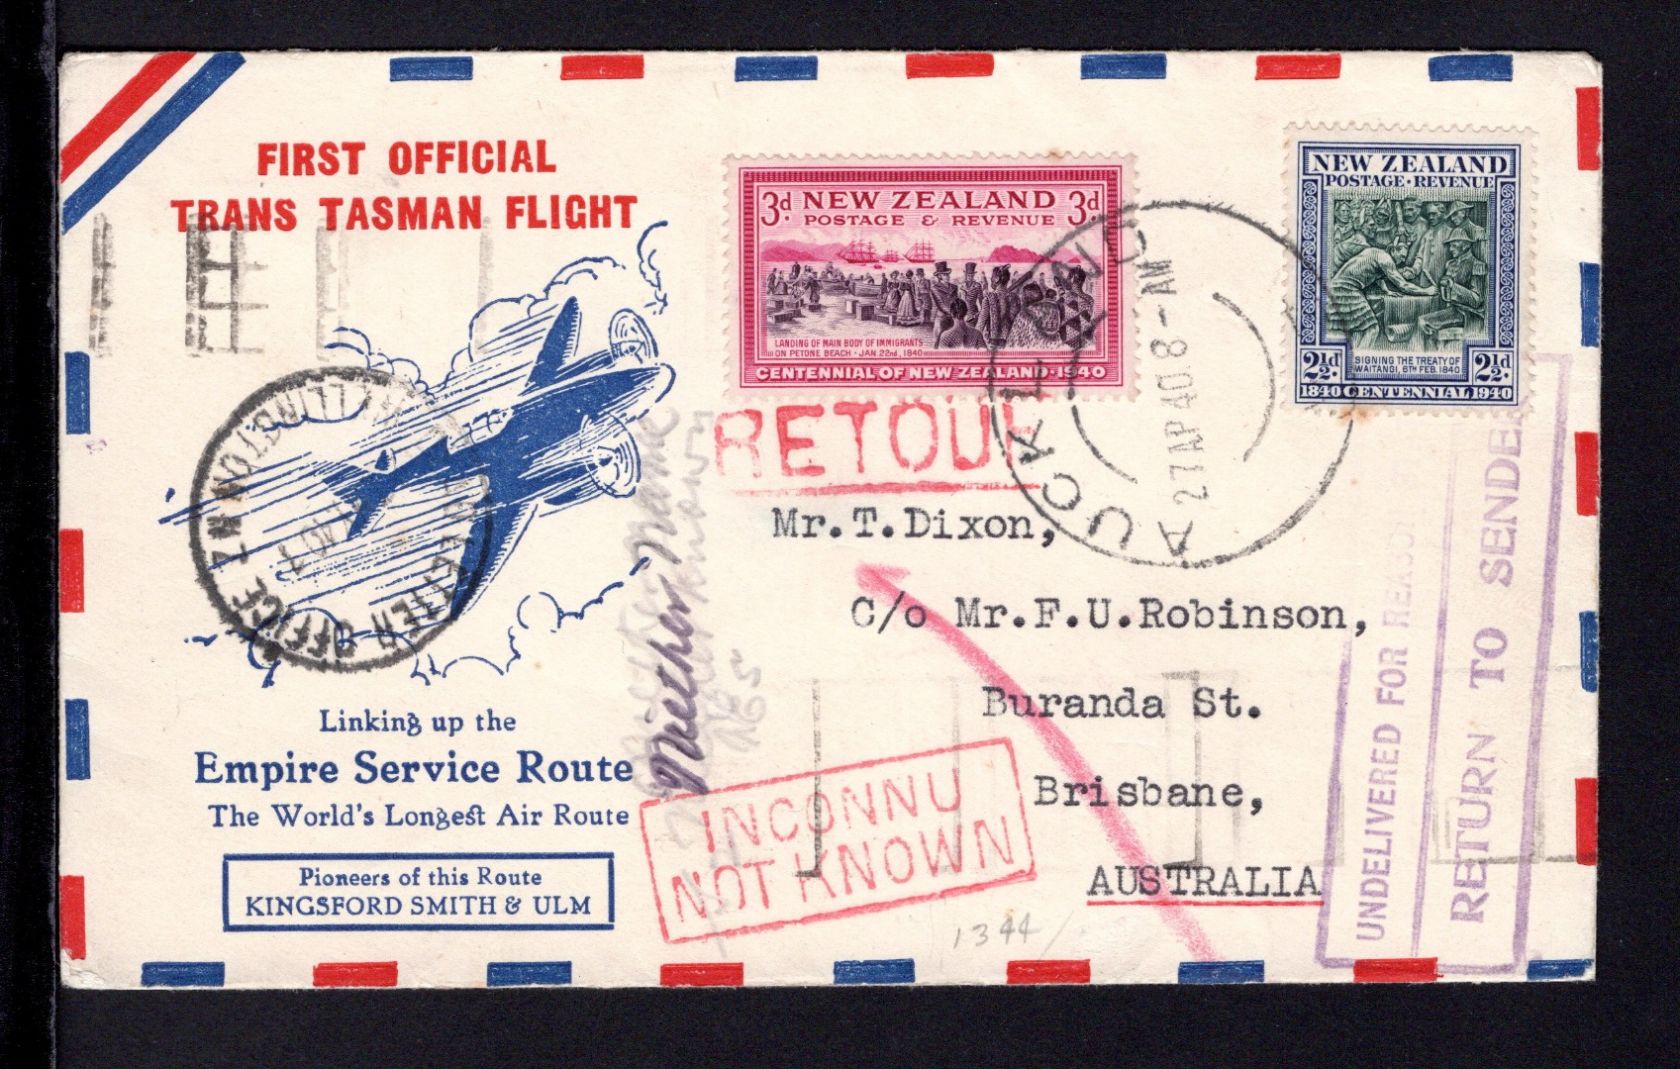 FIRST OFFICIAL
TRANS TASMAN FLIGHT
3d NEW ZEALAND 3d
POSTAGE & REVENUE
LANDING OF MAIN BODY OF IMMIGRANTS
ON PETONE BEACH · JAN. 22nd, 1840
CENTENNIAL OF NEW ZEALAND · 1940
NEW ZEALAND
POSTAGE · REVENUE
2½d. 2½d.
SIGNING THE TREATY OF
WAITANGI, 6TH FEB. 1840
1840 CENTENNIAL 1940
AUCKLAND
27 AP 40 8 - AM
RETOUR
Mr.T.Dixon,
C/o Mr.F.U.Robinson,
Buranda St.
Brisbane,
AUSTRALIA
LETTER OFFICE
WELLINGTON NZ
Linking up the
Empire Service Route
The World's Longest Air Route
Pioneers of this Route
KINGSFORD SMITH & ULM
INCONNU
NOT KNOWN
1344/
UNDELIVERED FOR REASON
RETURN TO SENDER